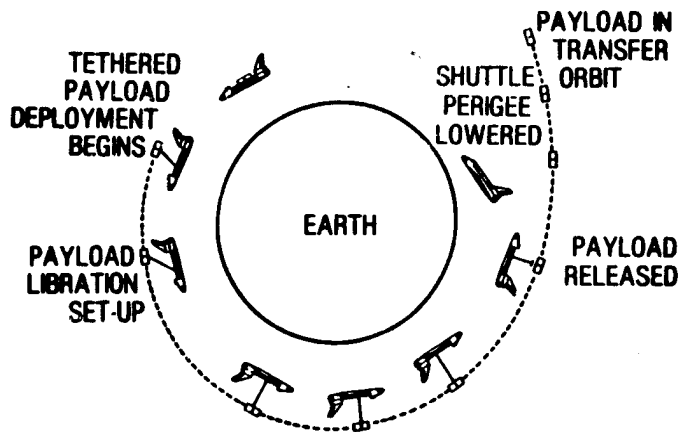 TETHERED
PAYLOAD
DEPLOYMENT
BEGINS
PAYLOAD IN
TRANSFER
ORBIT
SHUTTLE
PERIGEE
LOWERED
EARTH
PAYLOAD
LIBRATION
SET-UP
PAYLOAD
RELEASED